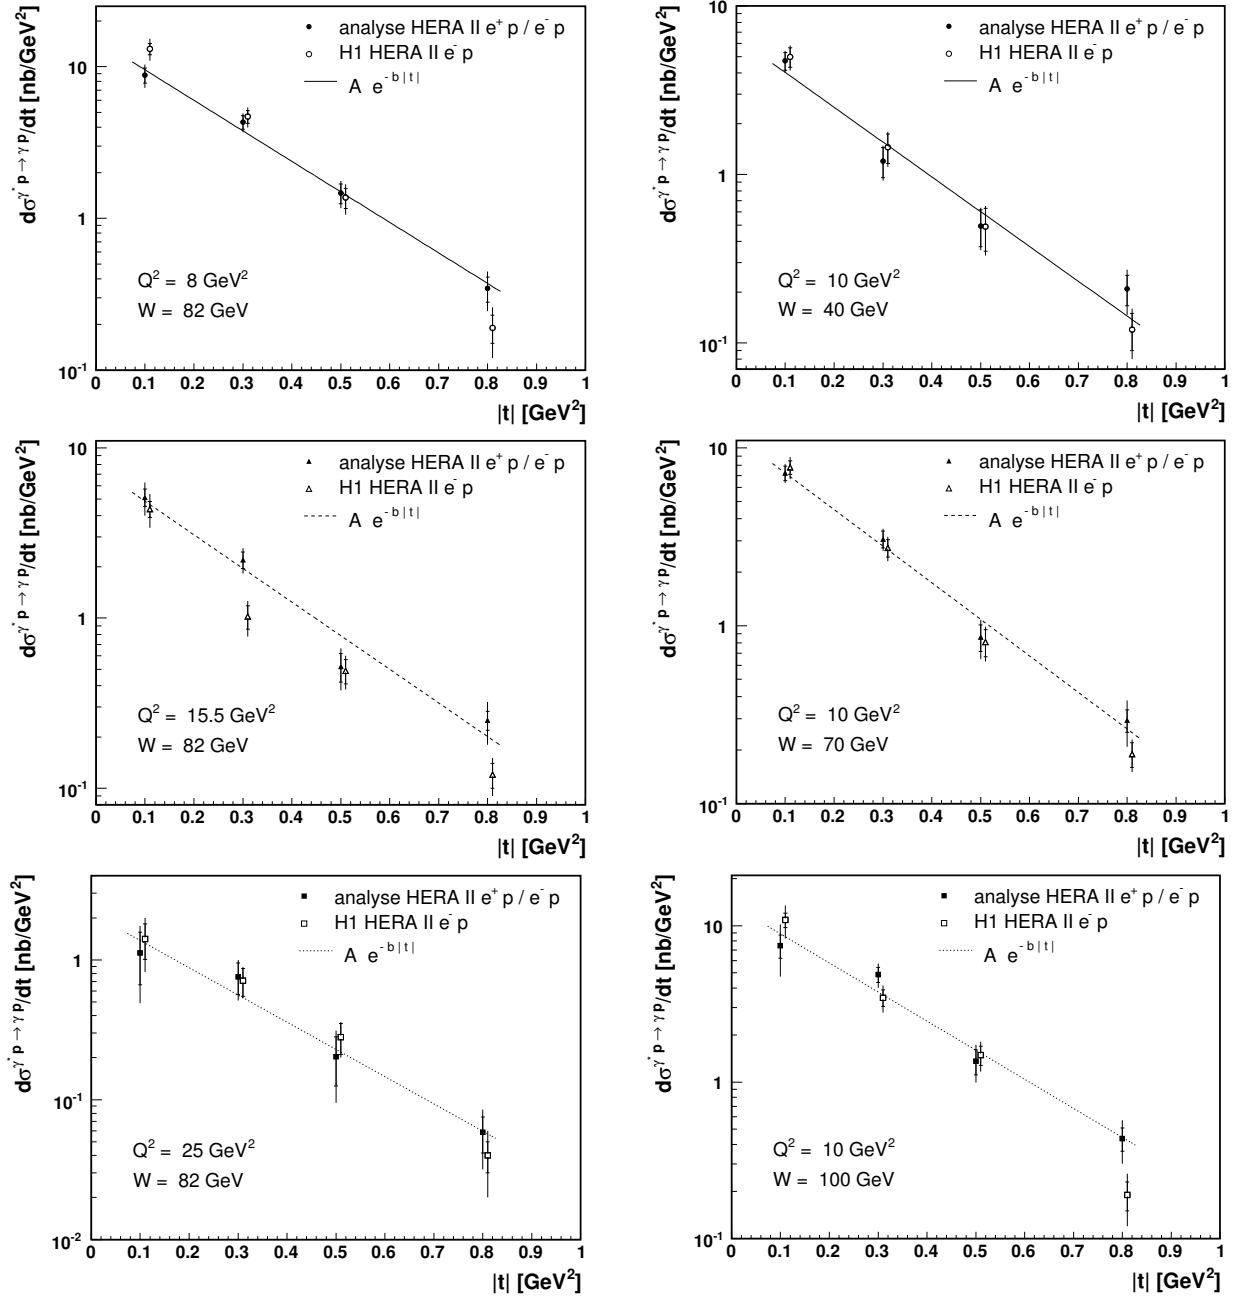 dσ^γ* p → γ p/dt [nb/GeV²]
10
1
10⁻¹
analyse HERA II e⁺ p / e⁻ p
H1 HERA II e⁻ p
A e^-b|t|
Q² = 8 GeV²
W = 82 GeV
0 0.1 0.2 0.3 0.4 0.5 0.6 0.7 0.8 0.9 1
|t| [GeV²]
dσ^γ* p → γ p/dt [nb/GeV²]
10
1
10⁻¹
analyse HERA II e⁺ p / e⁻ p
H1 HERA II e⁻ p
A e^-b|t|
Q² = 10 GeV²
W = 40 GeV
0 0.1 0.2 0.3 0.4 0.5 0.6 0.7 0.8 0.9 1
|t| [GeV²]
dσ^γ* p → γ p/dt [nb/GeV²]
10
1
10⁻¹
analyse HERA II e⁺ p / e⁻ p
H1 HERA II e⁻ p
A e^-b|t|
Q² = 15.5 GeV²
W = 82 GeV
0 0.1 0.2 0.3 0.4 0.5 0.6 0.7 0.8 0.9 1
|t| [GeV²]
dσ^γ* p → γ p/dt [nb/GeV²]
10
1
10⁻¹
analyse HERA II e⁺ p / e⁻ p
H1 HERA II e⁻ p
A e^-b|t|
Q² = 10 GeV²
W = 70 GeV
0 0.1 0.2 0.3 0.4 0.5 0.6 0.7 0.8 0.9 1
|t| [GeV²]
dσ^γ* p → γ p/dt [nb/GeV²]
1
10⁻¹
10⁻²
analyse HERA II e⁺ p / e⁻ p
H1 HERA II e⁻ p
A e^-b|t|
Q² = 25 GeV²
W = 82 GeV
0 0.1 0.2 0.3 0.4 0.5 0.6 0.7 0.8 0.9 1
|t| [GeV²]
dσ^γ* p → γ p/dt [nb/GeV²]
10
1
10⁻¹
analyse HERA II e⁺ p / e⁻ p
H1 HERA II e⁻ p
A e^-b|t|
Q² = 10 GeV²
W = 100 GeV
0 0.1 0.2 0.3 0.4 0.5 0.6 0.7 0.8 0.9 1
|t| [GeV²]